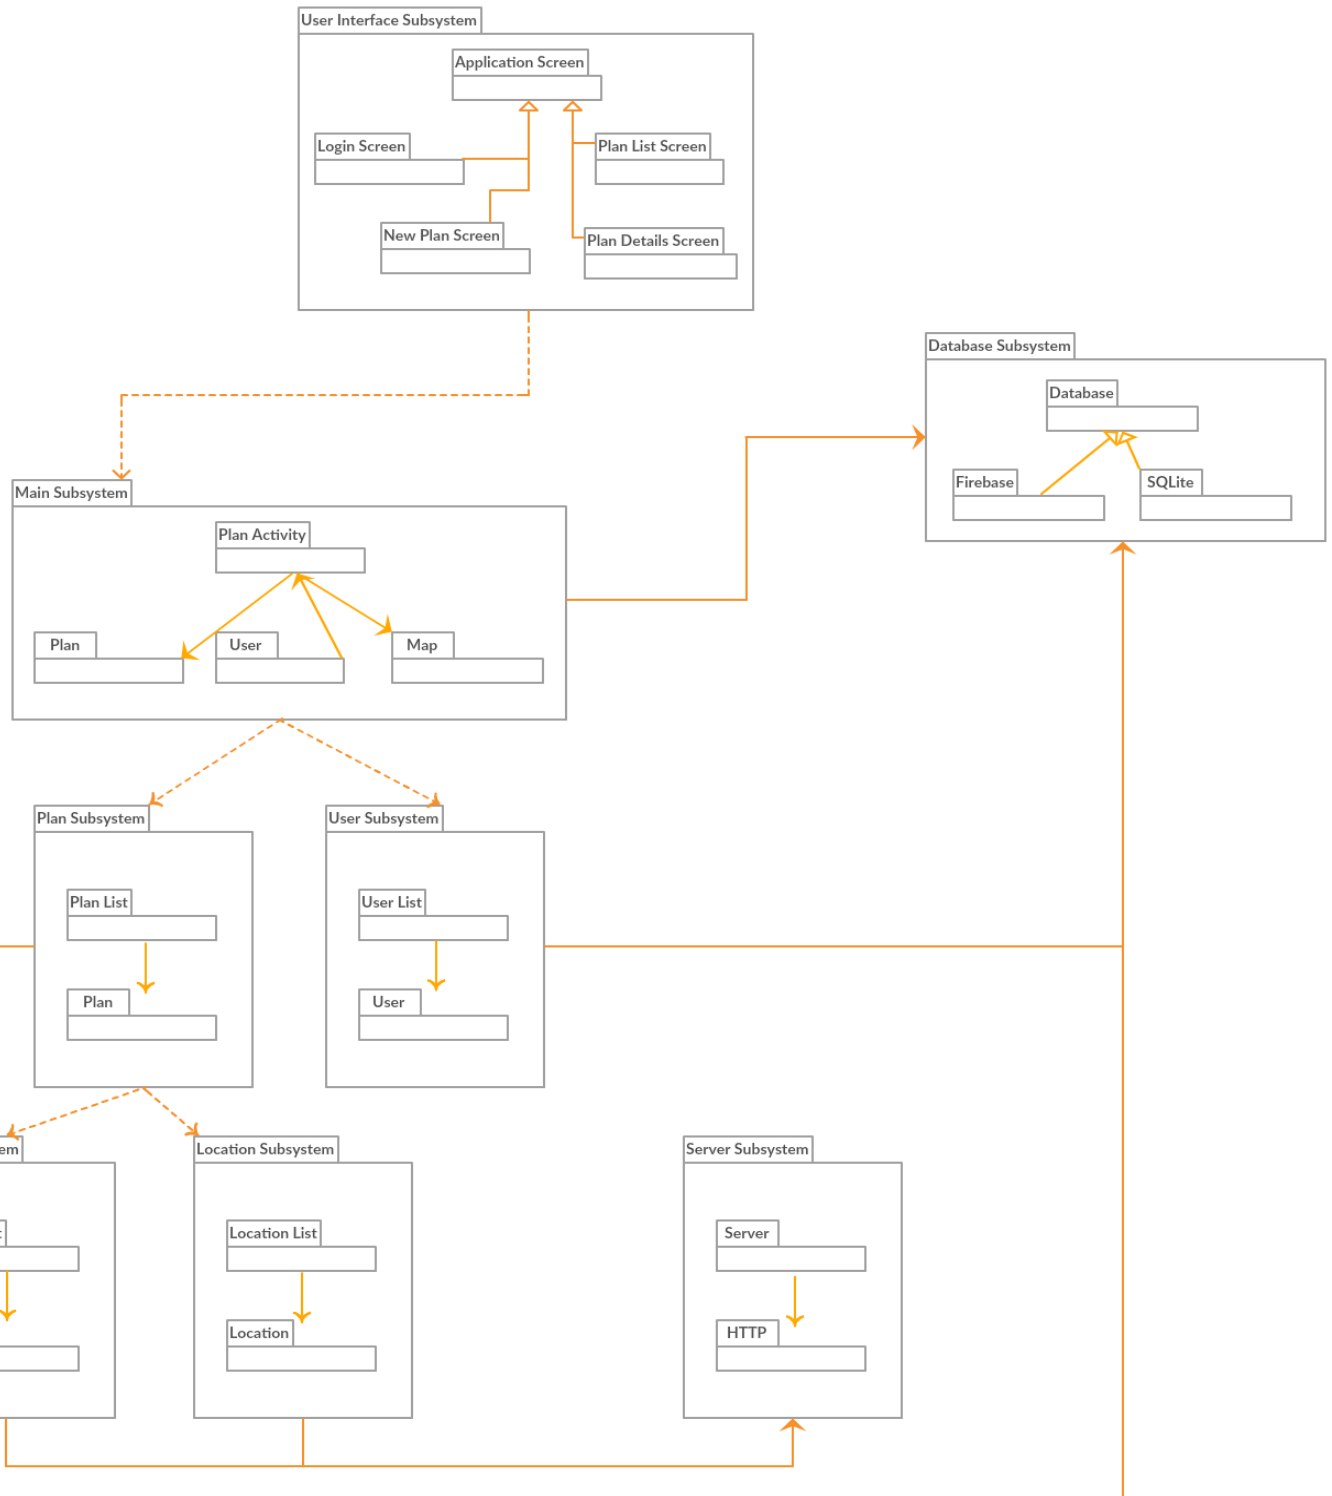 User Interface Subsystem
Application Screen
Login Screen
Plan List Screen
New Plan Screen
Plan Details Screen
Database Subsystem
Database
Firebase
SQLite
Main Subsystem
Plan Activity
Plan
User
Map
Plan Subsystem
User Subsystem
Plan List
User List
Plan
User
em
Location Subsystem
Server Subsystem
Location List
Server
Location
HTTP